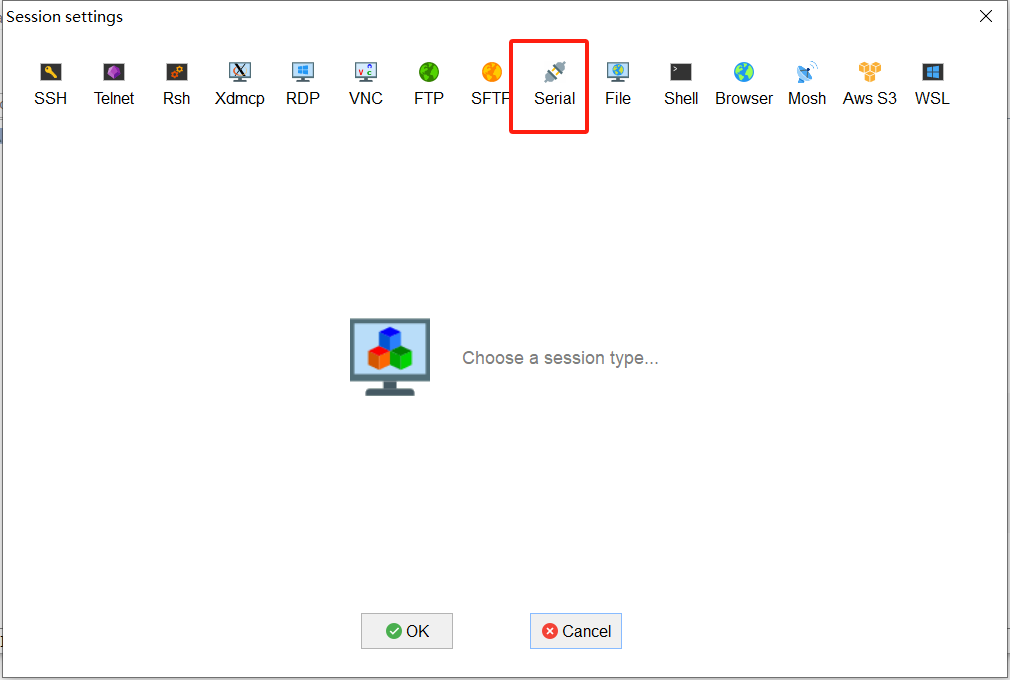 Session settings
SSH Telnet Rsh Xdmcp RDP VNC FTP SFTP Serial File Shell Browser Mosh Aws S3 WSL
Choose a session type...
OK Cancel